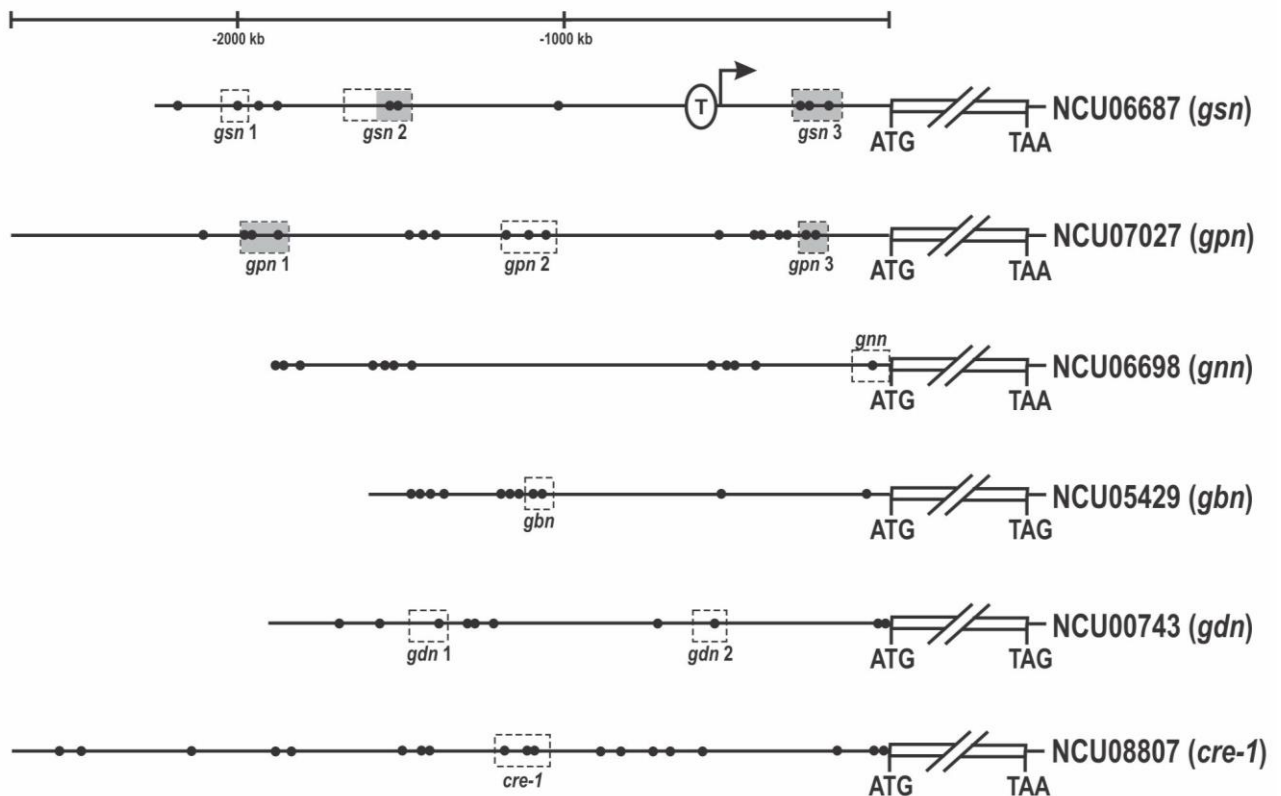 -2000 kb -1000 kb
T
NCU06687 (gsn)
gsn 1 gsn 2 gsn 3
ATG TAA
NCU07027 (gpn)
gpn 1 gpn 2 gpn 3
ATG TAA
gnn
NCU06698 (gnn)
ATG TAA
NCU05429 (gbn)
gbn
ATG TAG
NCU00743 (gdn)
gdn 1 gdn 2
ATG TAG
NCU08807 (cre-1)
cre-1
ATG TAA